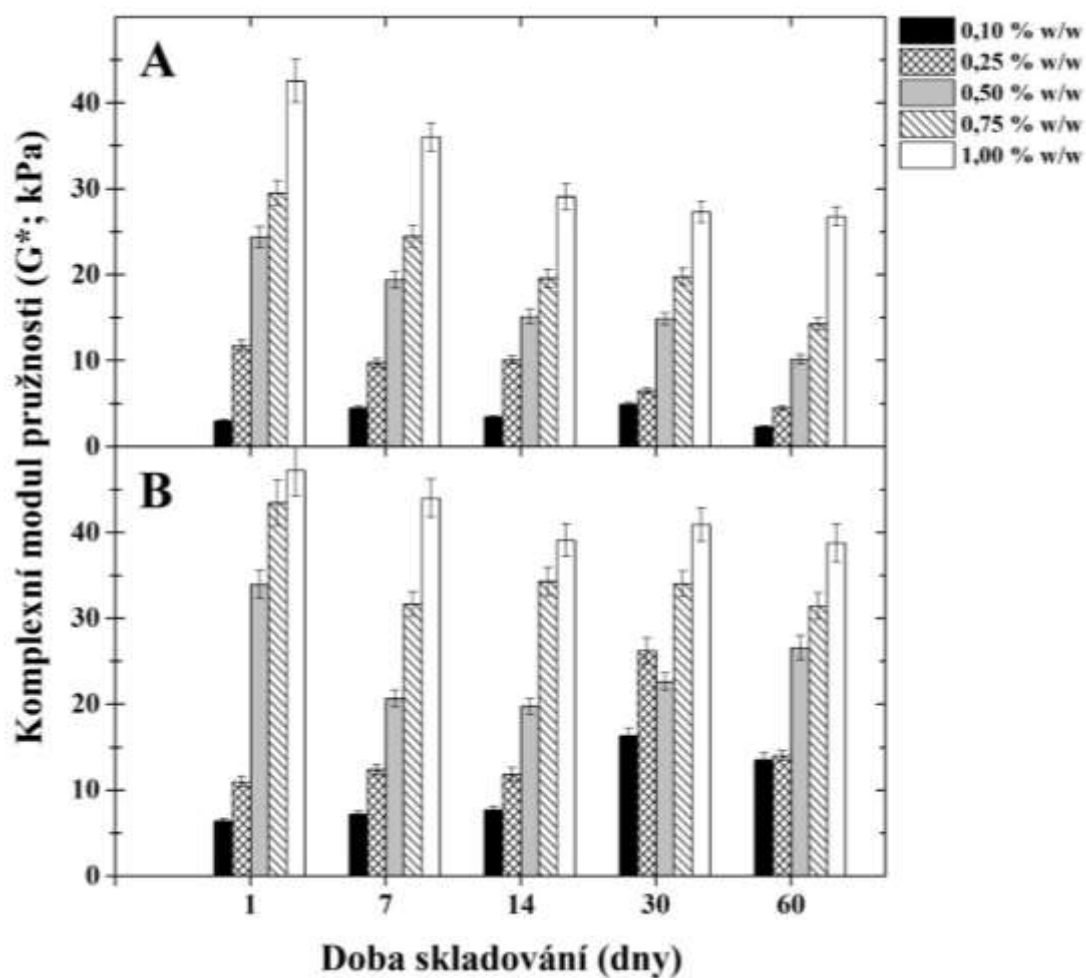 A
0,10 % w/w
0,25 % w/w
0,50 % w/w
0,75 % w/w
1,00 % w/w
Komplexní modul pružnosti (G*; kPa)
40
30
20
10
0
B
40
30
20
10
0
1 7 14 30 60
Doba skladování (dny)